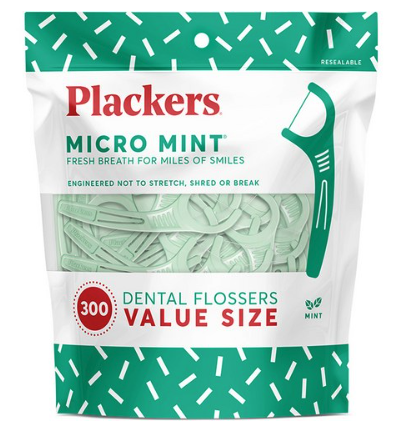 RESEALABLE
Plackers
MICRO MINT®
FRESH BREATH FOR MILES OF SMILES
ENGINEERED NOT TO STRETCH, SHRED OR BREAK
300
DENTAL FLOSSERS
VALUE SIZE
MINT